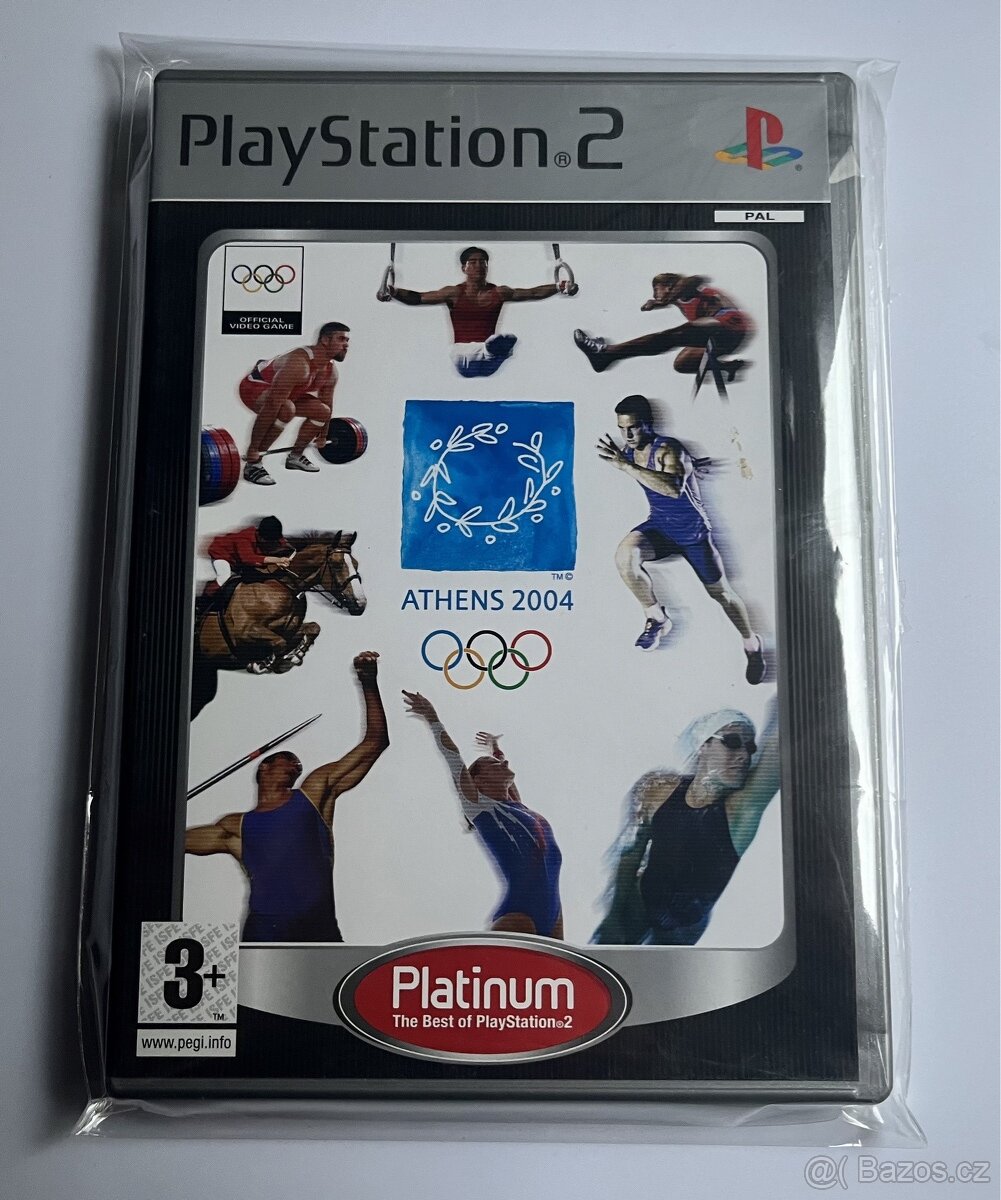 PlayStation®2
PAL
OFFICIAL
VIDEO GAME
TM©
ATHENS 2004
3+
TM
www.pegi.info
Platinum
The Best of PlayStation®2
@( Bazos.cz